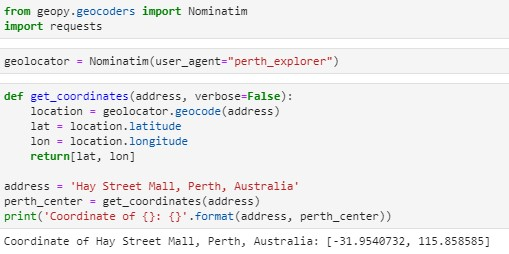 from geopy.geocoders import Nominatim
import requests
geolocator = Nominatim(user_agent="perth_explorer")
def get_coordinates(address, verbose=False):
    location = geolocator.geocode(address)
    lat = location.latitude
    lon = location.longitude
    return[lat, lon]
address = 'Hay Street Mall, Perth, Australia'
perth_center = get_coordinates(address)
print('Coordinate of {}: {}'.format(address, perth_center))
Coordinate of Hay Street Mall, Perth, Australia: [-31.9540732, 115.858585]